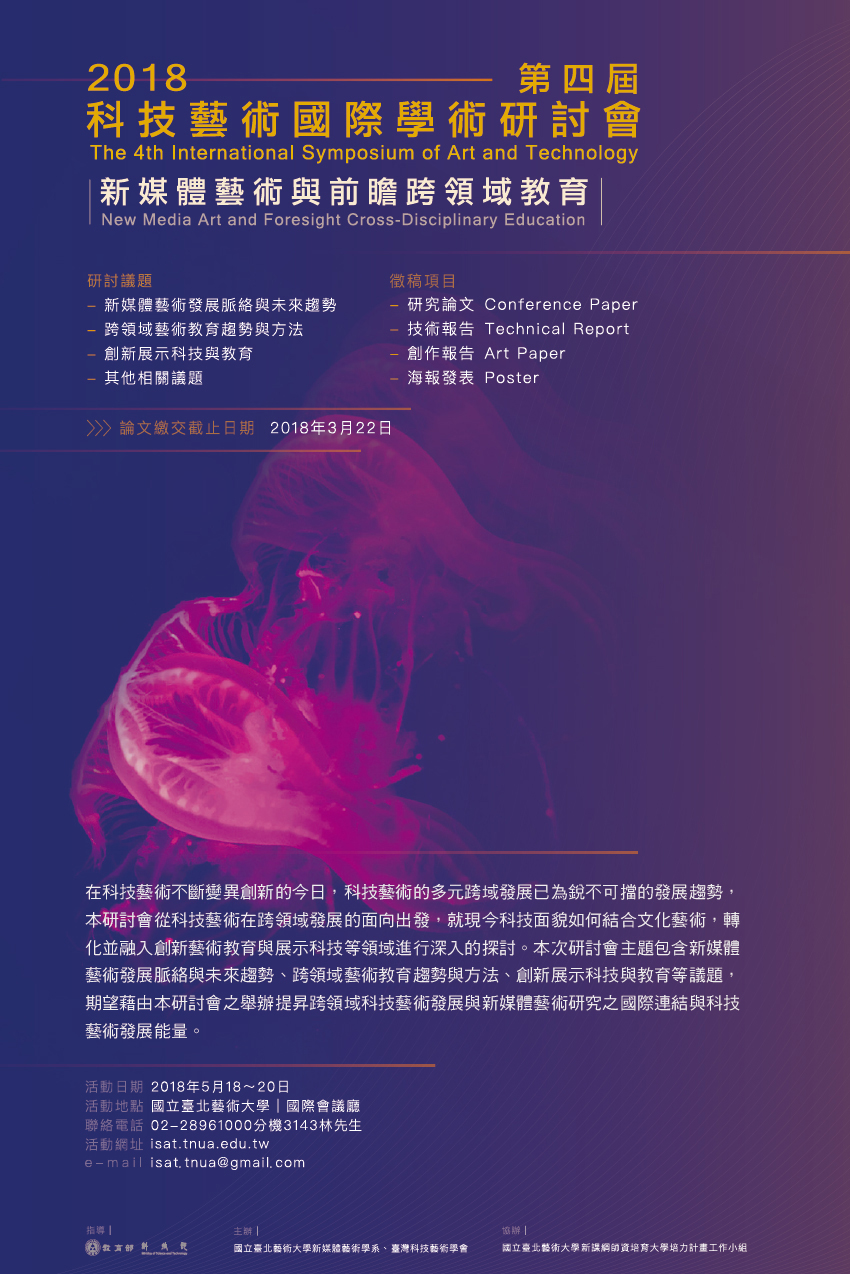 2018 第四屆
科技藝術國際學術研討會
The 4th International Symposium of Art and Technology
新媒體藝術與前瞻跨領域教育
New Media Art and Foresight Cross-Disciplinary Education
研討議題
– 新媒體藝術發展脈絡與未來趨勢
– 跨領域藝術教育趨勢與方法
– 創新展示科技與教育
– 其他相關議題
徵稿項目
– 研究論文 Conference Paper
– 技術報告 Technical Report
– 創作報告 Art Paper
– 海報發表 Poster
論文繳交截止日期 2018年3月22日
在科技藝術不斷變異創新的今日，科技藝術的多元跨域發展已為銳不可擋的發展趨勢，
本研討會從科技藝術在跨領域發展的面向出發，就現今科技面貌如何結合文化藝術，轉
化並融入創新藝術教育與展示科技等領域進行深入的探討。本次研討會主題包含新媒體
藝術發展脈絡與未來趨勢、跨領域藝術教育趨勢與方法、創新展示科技與教育等議題，
期望藉由本研討會之舉辦提昇跨領域科技藝術發展與新媒體藝術研究之國際連結與科技
藝術發展能量。
活動日期 2018年5月18～20日
活動地點 國立臺北藝術大學｜國際會議廳
聯絡電話 02-28961000分機3143林先生
活動網址 isat.tnua.edu.tw
e-mail isat.tnua@gmail.com
指導｜
教育部 科技部
主辦｜
國立臺北藝術大學新媒體藝術學系、臺灣科技藝術學會
協辦｜
國立臺北藝術大學新課綱師資培育大學培力計畫工作小組